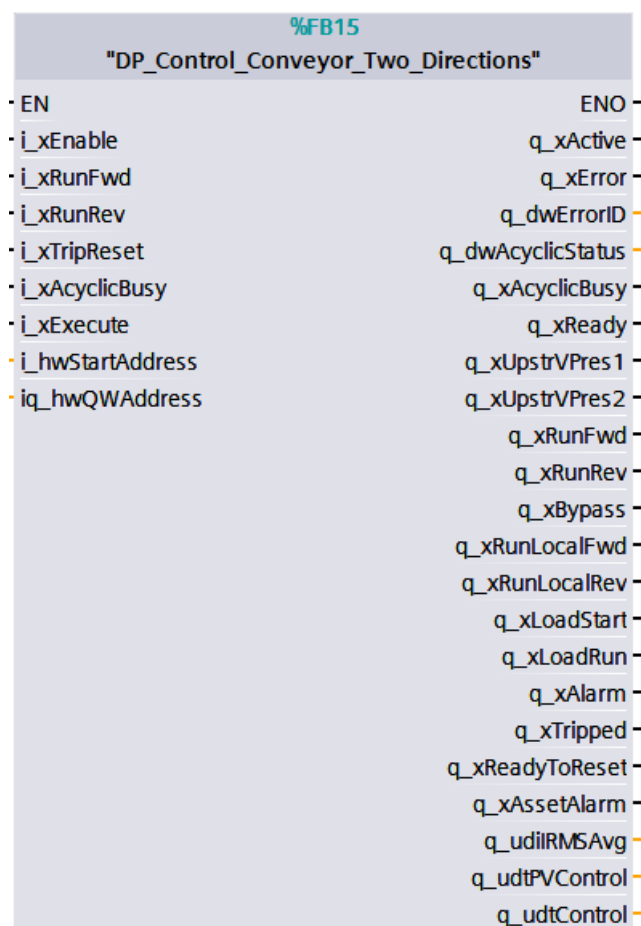 %FB15
"DP_Control_Conveyor_Two_Directions"
EN ENO
i_xEnable q_xActive
i_xRunFwd q_xError
i_xRunRev q_dwErrorID
i_xTripReset q_dwAcyclicStatus
i_xAcyclicBusy q_xAcyclicBusy
i_xExecute q_xReady
i_hwStartAddress q_xUpstrVPres1
iq_hwQWAddress q_xUpstrVPres2
q_xRunFwd
q_xRunRev
q_xBypass
q_xRunLocalFwd
q_xRunLocalRev
q_xLoadStart
q_xLoadRun
q_xAlarm
q_xTripped
q_xReadyToReset
q_xAssetAlarm
q_udiIRMSAvg
q_udtPVControl
q_udtControl